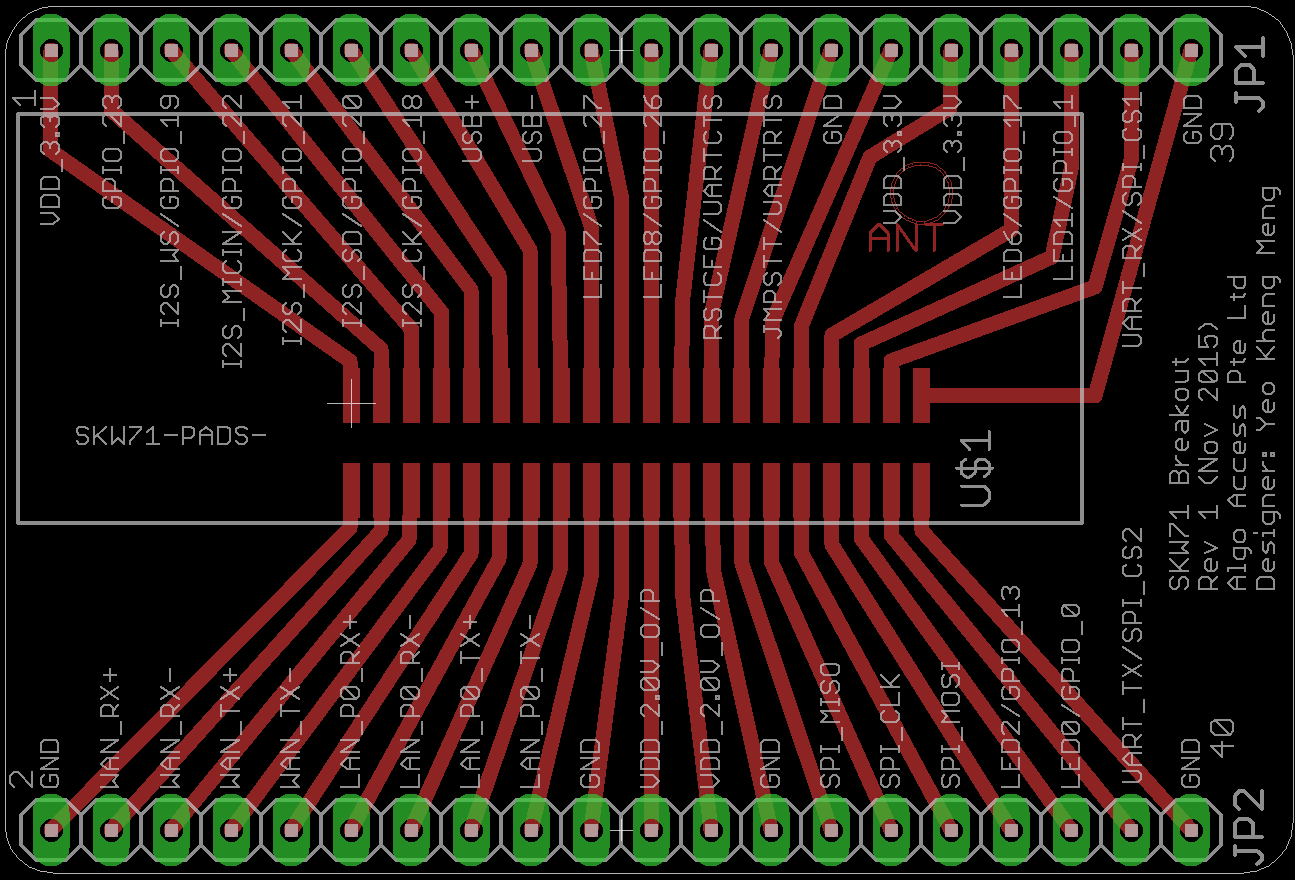 JP1
1
VDD_3.3V
GPIO_23
I2S_WS/GPIO_19
I2S_MICIN/GPIO_22
I2S_MCK/GPIO_21
I2S_SD/GPIO_20
I2S_CK/GPIO_18
USB+
USB-
LED7/GPIO_27
LED8/GPIO_26
RSTCFG/UARTCTS
JMPSTT/UARTRTS
GND
VDD_3.3V
VDD_3.3V
LED6/GPIO_17
LED1/GPIO_1
UART_RX/SPI_CS1
GND
39
ANT
SKW71-PADS-
U$1
SKW71 Breakout
Rev 1 (Nov 2015)
Algo Access Pte Ltd
Designer: Yeo Kheng Meng
2
GND
WAN_RX+
WAN_RX-
WAN_TX+
WAN_TX-
LAN_P0_RX+
LAN_P0_RX-
LAN_P0_TX+
LAN_P0_TX-
GND
VDD_2.0V_O/P
VDD_2.0V_O/P
GND
SPI_MISO
SPI_CLK
SPI_MOSI
LED2/GPIO_13
LED0/GPIO_0
UART_TX/SPI_CS2
GND
40
JP2